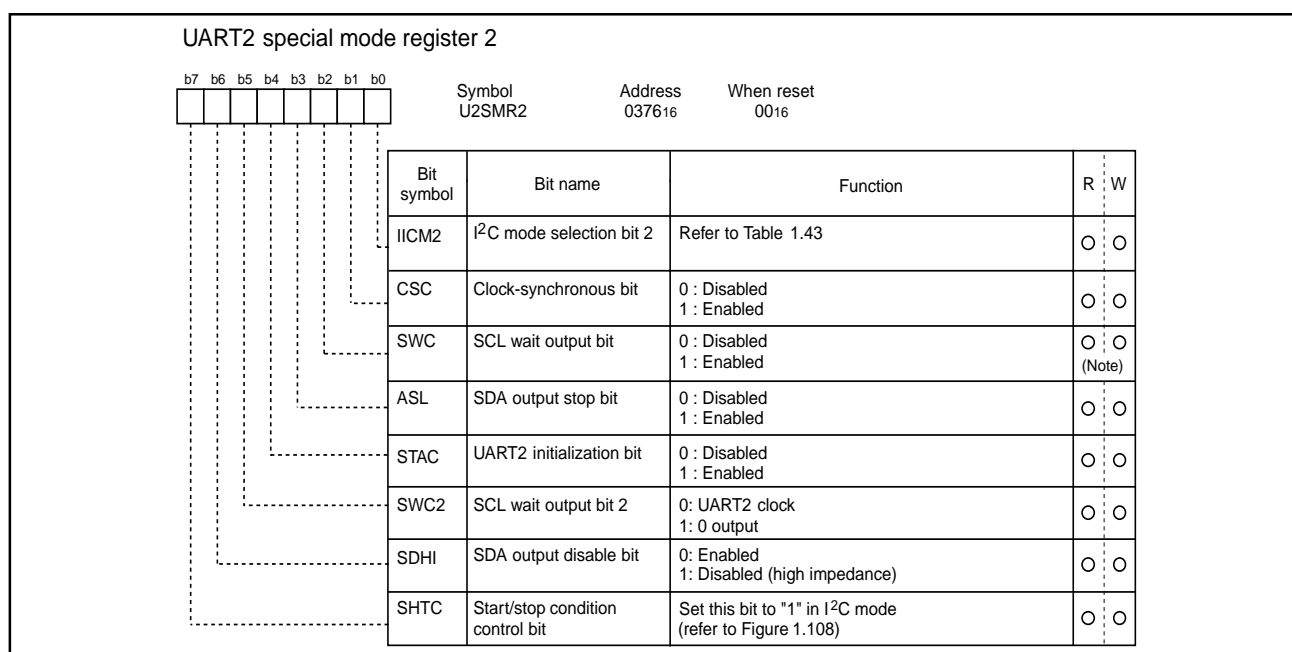 UART2 special mode register 2
b7 b6 b5 b4 b3 b2 b1 b0
Symbol Address When reset
U2SMR2 037616 0016
Bit symbol Bit name Function R W
IICM2 I2C mode selection bit 2 Refer to Table 1.43 O O
CSC Clock-synchronous bit 0 : Disabled
1 : Enabled O O
SWC SCL wait output bit 0 : Disabled
1 : Enabled O O
(Note)
ASL SDA output stop bit 0 : Disabled
1 : Enabled O O
STAC UART2 initialization bit 0 : Disabled
1 : Enabled O O
SWC2 SCL wait output bit 2 0: UART2 clock
1: 0 output O O
SDHI SDA output disable bit 0: Enabled
1: Disabled (high impedance) O O
SHTC Start/stop condition control bit Set this bit to "1" in I2C mode
(refer to Figure 1.108) O O